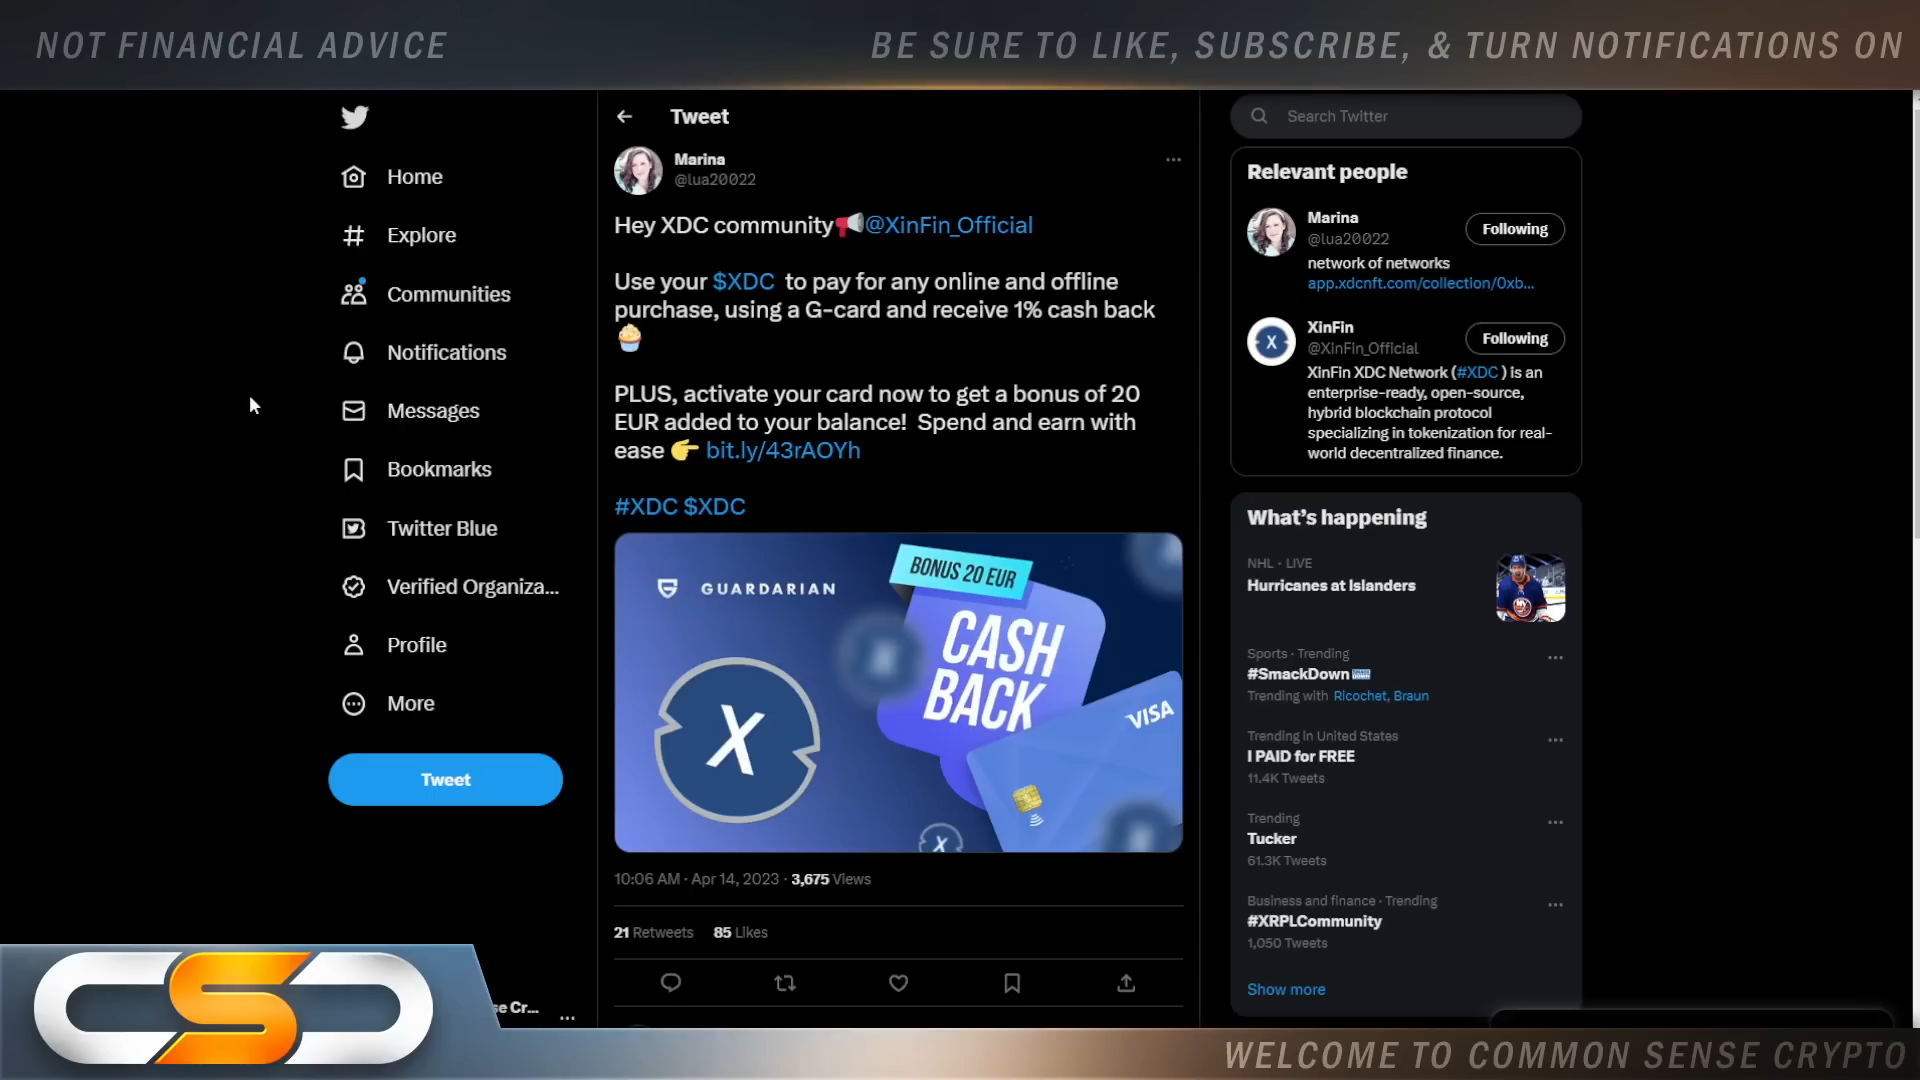 NOT FINANCIAL ADVICE
BE SURE TO LIKE, SUBSCRIBE, & TURN NOTIFICATIONS ON
Home
Explore
Communities
Notifications
Messages
Bookmarks
Twitter Blue
Verified Organiza...
Profile
More
Tweet
se Cr...
Tweet
Marina
@lua20022
Hey XDC community📢@XinFin_Official
Use your $XDC to pay for any online and offline
purchase, using a G-card and receive 1% cash back
🧁
PLUS, activate your card now to get a bonus of 20
EUR added to your balance! Spend and earn with
ease 👉 bit.ly/43rAOYh
#XDC $XDC
GUARDARIAN
BONUS 20 EUR
CASH
BACK
VISA
X
X
X
10:06 AM · Apr 14, 2023 · 3,675 Views
21 Retweets 85 Likes
Search Twitter
Relevant people
Marina
@lua20022
Following
network of networks
app.xdcnft.com/collection/0xb...
X
XinFin
@XinFin_Official
Following
XinFin XDC Network (#XDC ) is an
enterprise-ready, open-source,
hybrid blockchain protocol
specializing in tokenization for real-
world decentralized finance.
What's happening
NHL · LIVE
Hurricanes at Islanders
Sports · Trending
#SmackDown
Trending with Ricochet, Braun
Trending in United States
I PAID for FREE
11.4K Tweets
Trending
Tucker
61.3K Tweets
Business and finance · Trending
#XRPLCommunity
1,050 Tweets
Show more
CSC
WELCOME TO COMMON SENSE CRYPTO